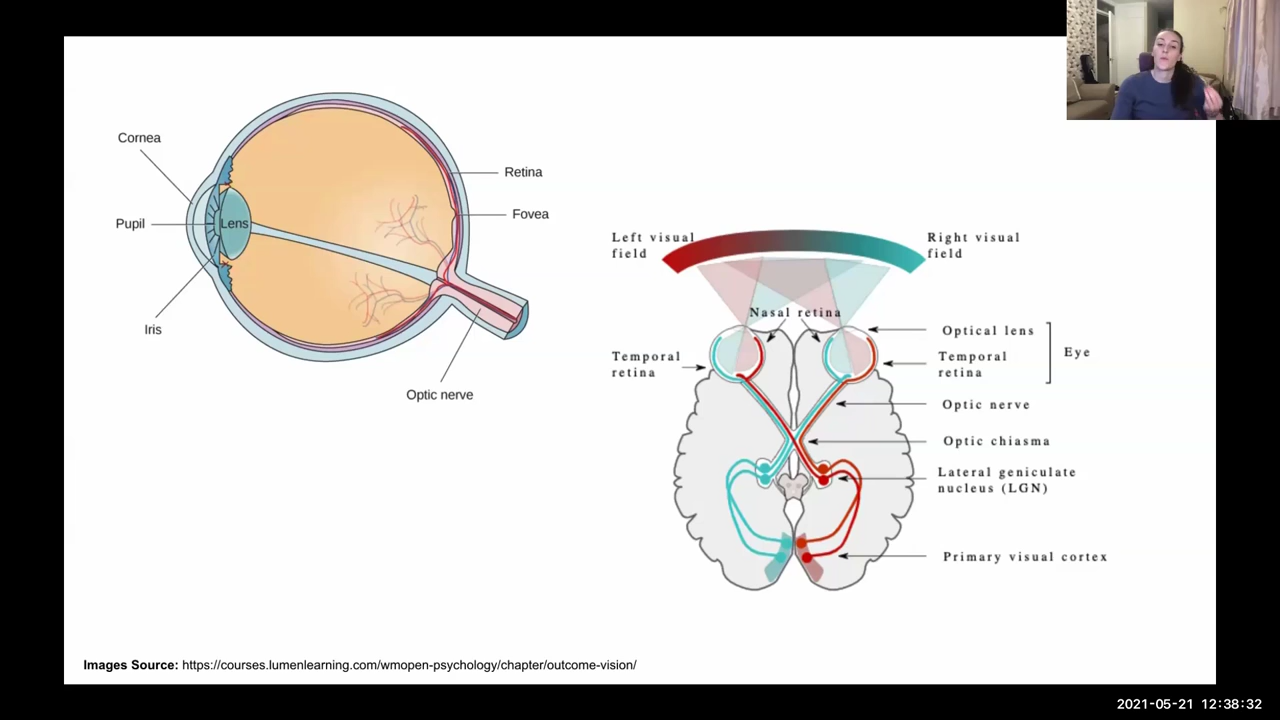 Cornea
Pupil
Lens
Iris
Retina
Fovea
Optic nerve
Left visual
field
Right visual
field
Nasal retina
Temporal
retina
Optical lens
Temporal
retina
Eye
Optic nerve
Optic chiasma
Lateral geniculate
nucleus (LGN)
Primary visual cortex
Images Source: https://courses.lumenlearning.com/wmopen-psychology/chapter/outcome-vision/
2021-05-21 12:38:32